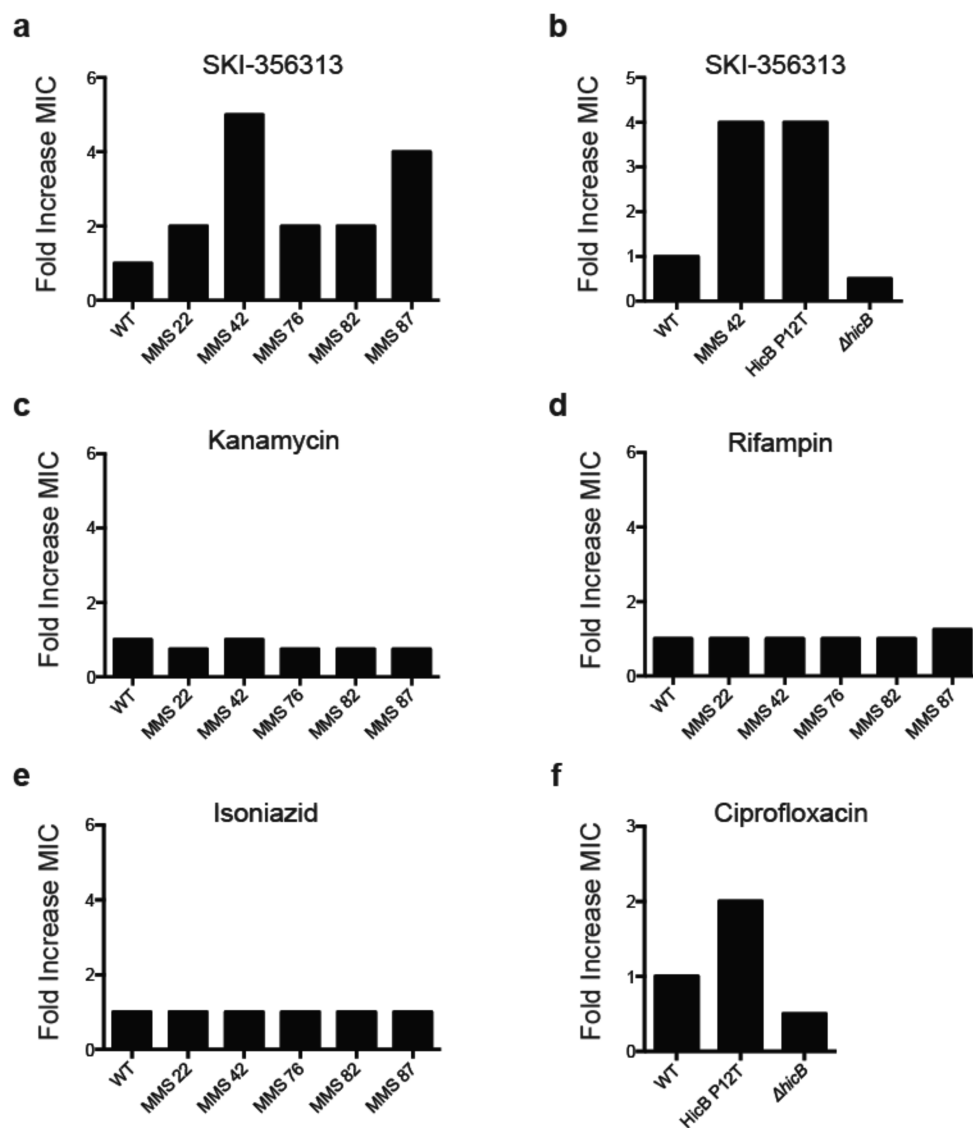 a
SKI-356313
Fold Increase MIC
6
4
2
0
WT
MMS 22
MMS 42
MMS 76
MMS 82
MMS 87
b
SKI-356313
Fold Increase MIC
5
4
3
2
1
0
WT
MMS 42
HicB P12T
ΔhicB
c
Kanamycin
Fold Increase MIC
6
4
2
0
WT
MMS 22
MMS 42
MMS 76
MMS 82
MMS 87
d
Rifampin
Fold Increase MIC
6
4
2
0
WT
MMS 22
MMS 42
MMS 76
MMS 82
MMS 87
e
Isoniazid
Fold Increase MIC
6
4
2
0
WT
MMS 22
MMS 42
MMS 76
MMS 82
MMS 87
f
Ciprofloxacin
Fold Increase MIC
3
2
1
0
WT
HicB P12T
ΔhicB